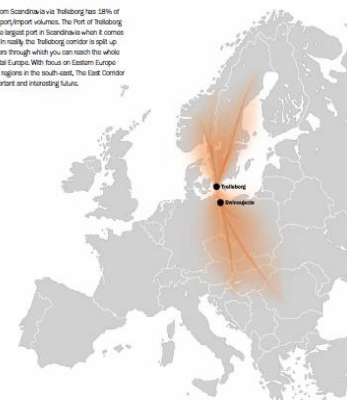 om Scandinavia via Trelleborg has 18% of
port/import volumes. The Port of Trelleborg
e largest port in Scandinavia when it comes
In reality the Trelleborg corridor is split up
ors through which you can reach the whole
tal Europe. With focus on Eastern Europe
regions in the south-east, The East Corridor
ortant and interesting future.
Trelleborg
Swinoujscie